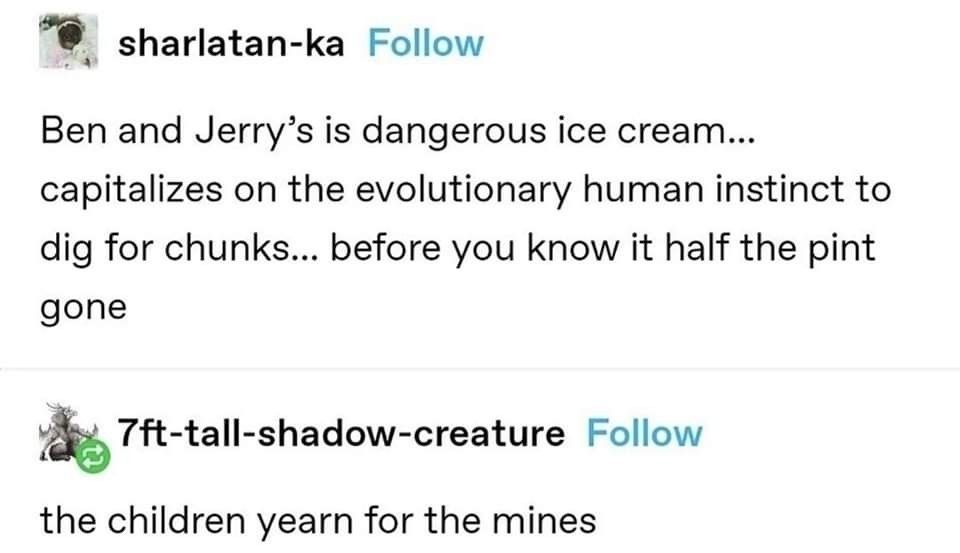 sharlatan-ka Follow
Ben and Jerry’s is dangerous ice cream...
capitalizes on the evolutionary human instinct to
dig for chunks... before you know it half the pint
gone
7ft-tall-shadow-creature Follow
the children yearn for the mines